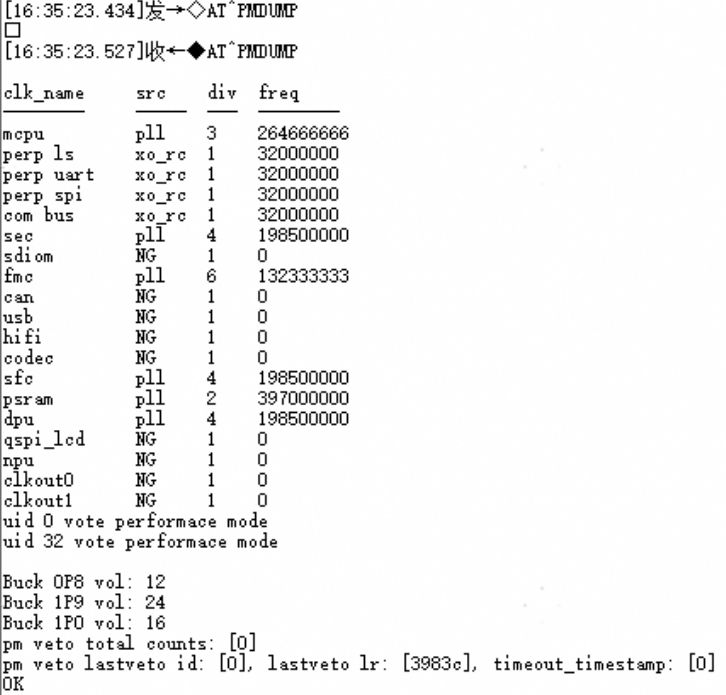 [16:35:23.434]发→◇AT^PMDUMP
□
[16:35:23.527]收←◆AT^PMDUMP
clk_name src div freq
mcpu pll 3 264666666
perp ls xo_rc 1 32000000
perp uart xo_rc 1 32000000
perp spi xo_rc 1 32000000
com bus xo_rc 1 32000000
sec pll 4 198500000
sdiom NG 1 0
fmc pll 6 132333333
can NG 1 0
usb NG 1 0
hifi NG 1 0
codec NG 1 0
sfc pll 4 198500000
psram pll 2 397000000
dpu pll 4 198500000
qspi_lcd NG 1 0
npu NG 1 0
clkout0 NG 1 0
clkout1 NG 1 0
uid 0 vote performace mode
uid 32 vote performace mode
Buck 0P8 vol: 12
Buck 1P9 vol: 24
Buck 1P0 vol: 16
pm veto total counts: [0]
pm veto lastveto id: [0], lastveto lr: [3983c], timeout_timestamp: [0]
OK